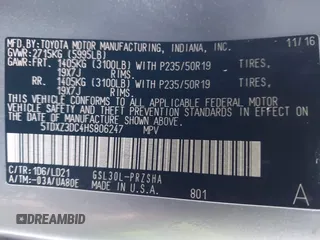 MFD. BY: TOYOTA MOTOR MANUFACTURING, INDIANA, INC. 11/16
GVWR: 2715KG (5995LB)
GAWR: FRT. 1405KG (3100LB) WITH P235/50R19 TIRES,
19X7J RIMS,
RR. 1405KG (3100LB) WITH P235/50R19 TIRES,
19X7J RIMS,
THIS VEHICLE CONFORMS TO ALL APPLICABLE FEDERAL
MOTOR VEHICLE SAFETY, BUMPER, AND THEFT PREVENTION
STANDARDS IN EFFECT ON THE DATE OF
MANUFACTURE SHOWN ABOVE.
5TDXZ3DC4HS806247 MPV
C/TR: 1D6/LD21 GSL30L-PRZSHA
A/TM: -03A/UA80E MADE IN U.S.A.
801 A